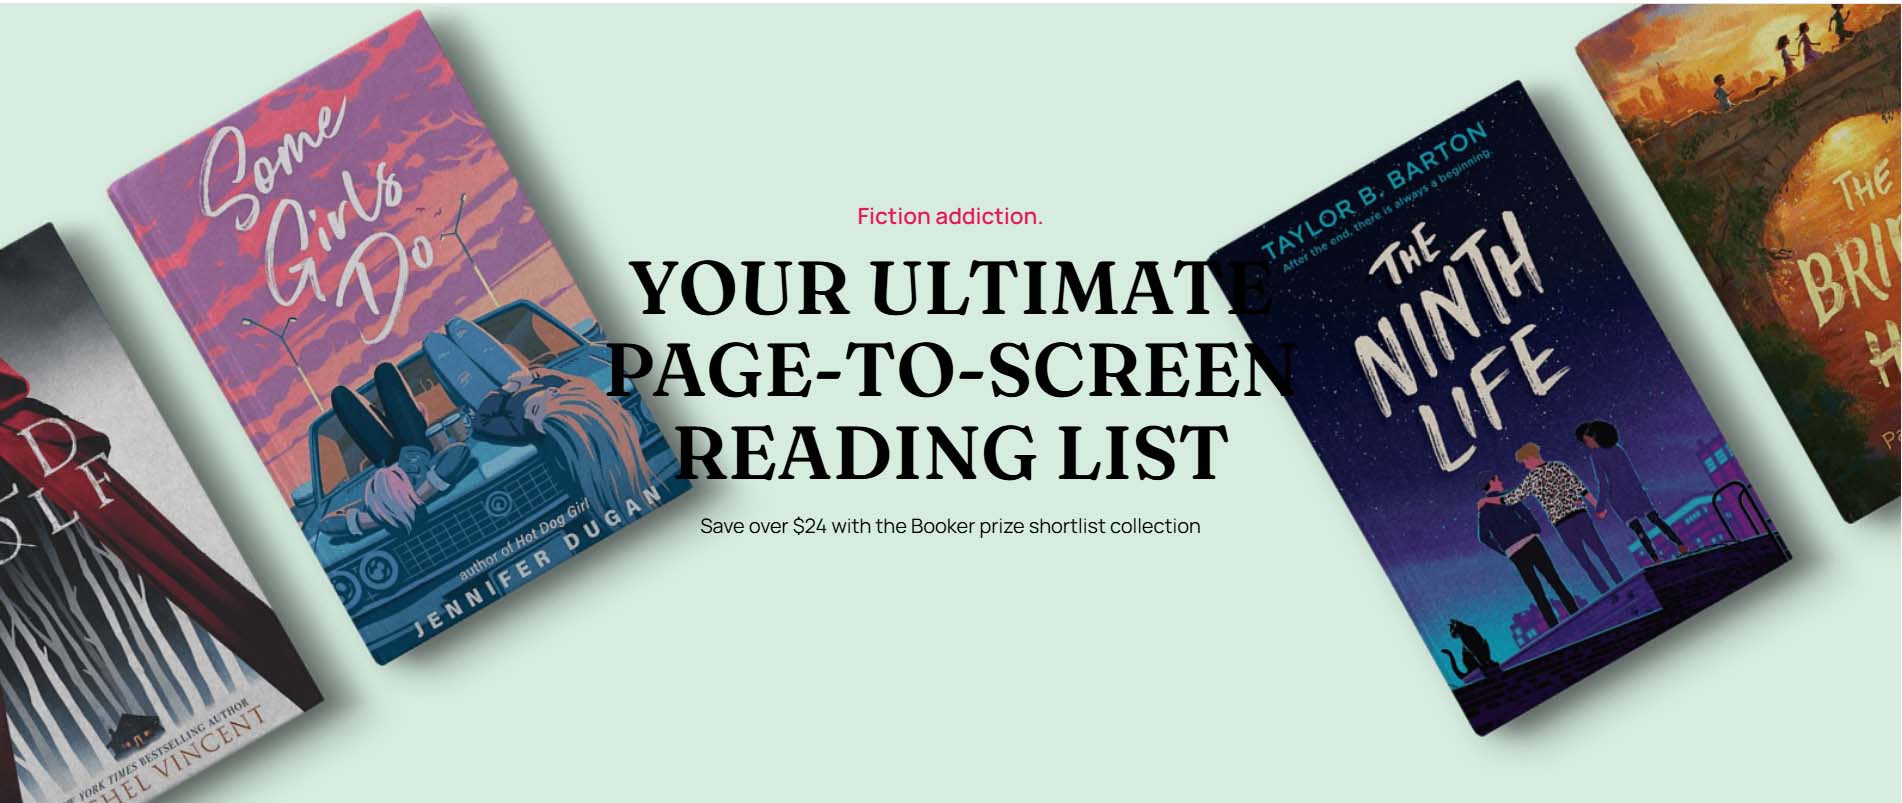 Some
Girls
Do
author of Hot Dog Girl
JENNIFER DUGAN
YORK TIMES BESTSELLING AUTHOR
VINCENT
Fiction addiction.
YOUR ULTIMATE
PAGE-TO-SCREEN
READING LIST
Save over $24 with the Booker prize shortlist collection
TAYLOR B. BARTON
After the end, there is always a beginning.
THE
NINTH
LIFE
THE